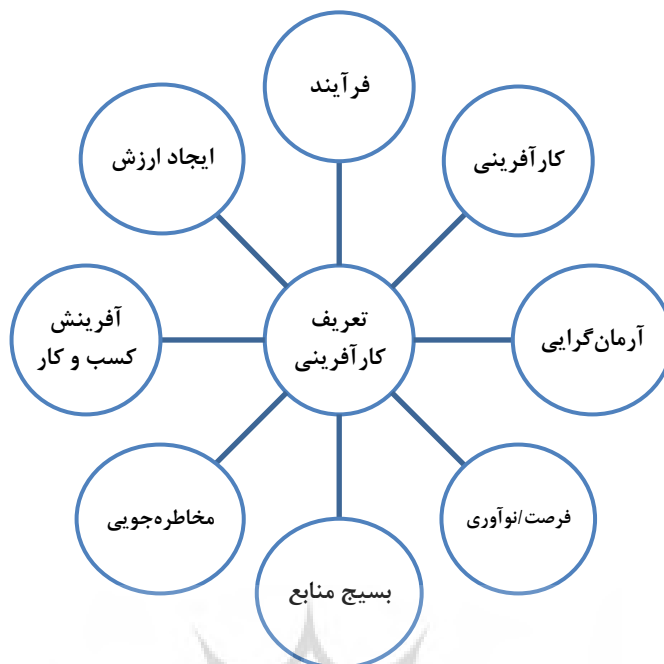 فرآیند
کارآفرینی
ایجاد ارزش
تعریف
کارآفرینی
آرمان‌گرایی
آفرینش
کسب و کار
فرصت/نوآوری
مخاطره‌جویی
بسیج منابع